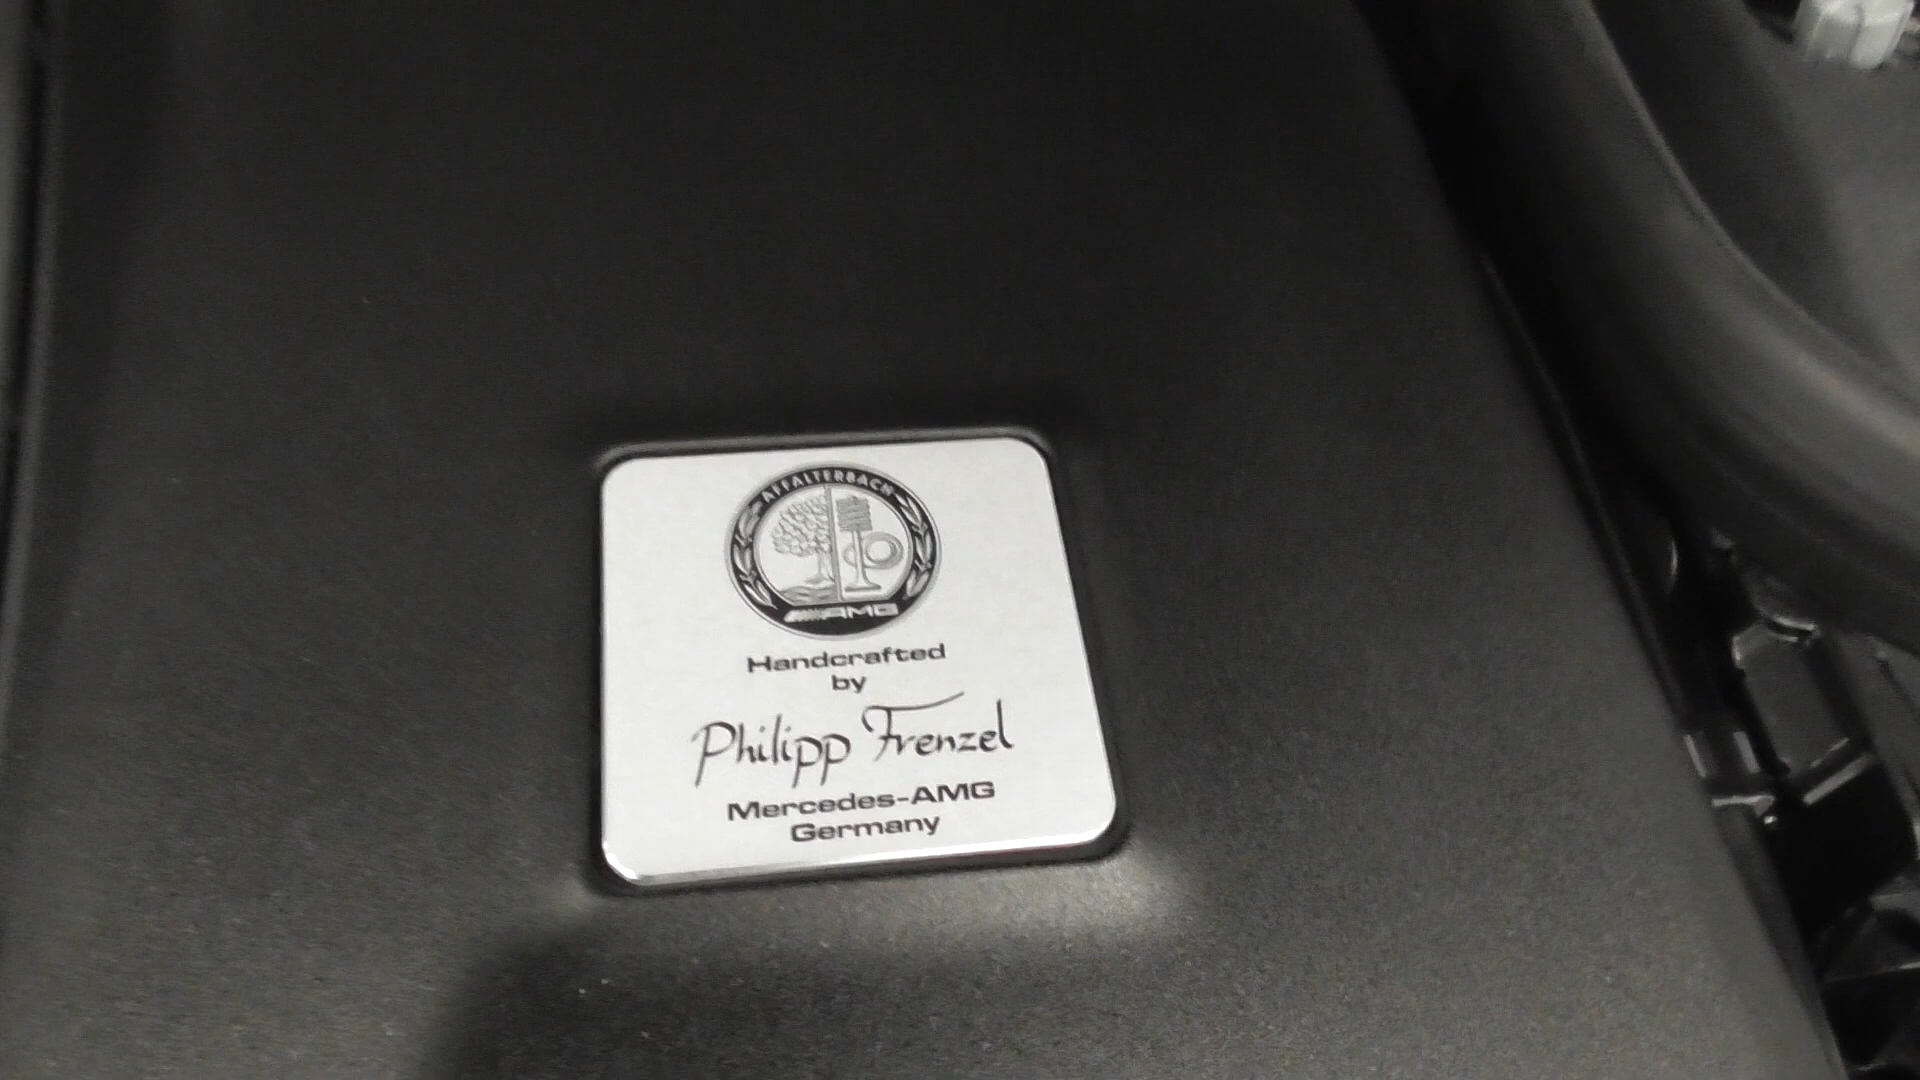 AFFALTERBACH
AMG
Handcrafted
by
Philipp Frenzel
Mercedes-AMG
Germany